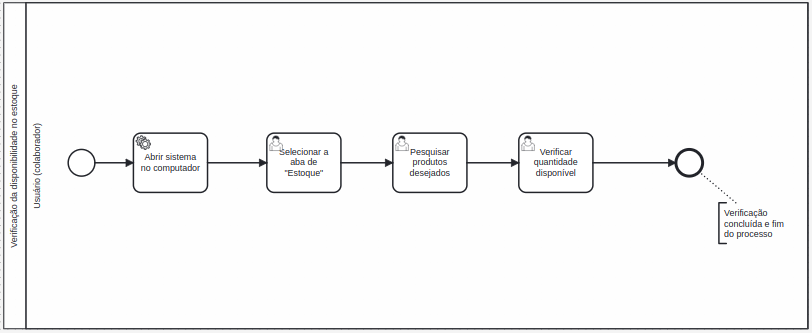 Verificação da disponibilidade no estoque
Usuário (colaborador)
Abrir sistema
no computador
Selecionar a
aba de
"Estoque"
Pesquisar
produtos
desejados
Verificar
quantidade
disponível
Verificação
concluída e fim
do processo